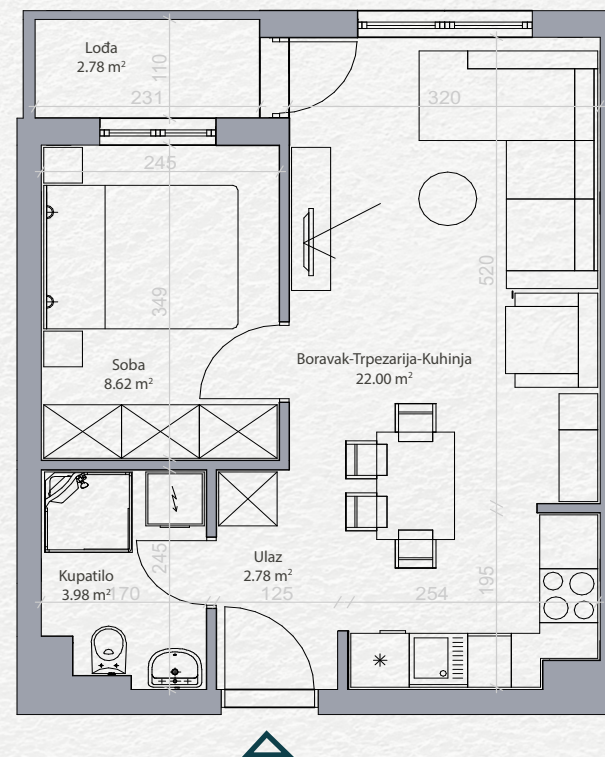 Lođa
2.78 m²
110
231
320
245
349
520
Soba
8.62 m²
Boravak-Trpezarija-Kuhinja
22.00 m²
Ulaz
2.78 m²
245
Kupatilo
3.98 m²
170
125
254
195